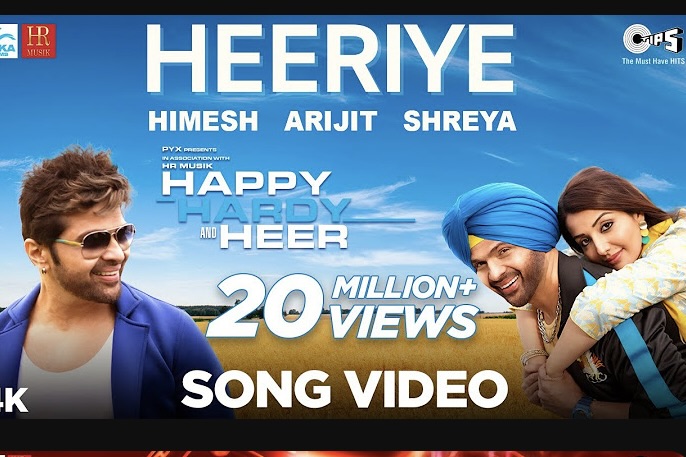 HR
MUSIK
HEERIYE
TIPS
The Must Have HITS
HIMESH ARIJIT SHREYA
PYX PRESENTS
IN ASSOCIATION WITH
HR MUSIK
HAPPY
HARDY
AND HEER
20 MILLION+
VIEWS
SONG VIDEO
4K